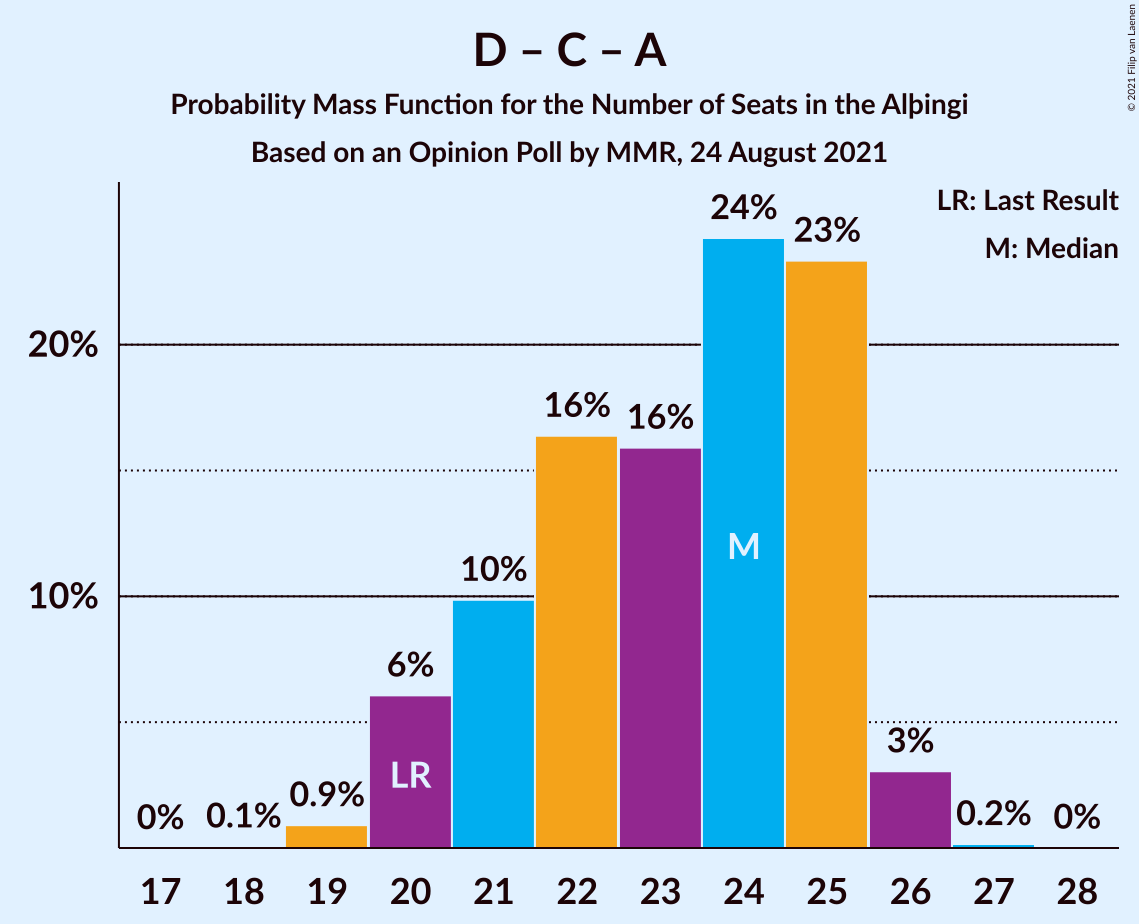 D – C – A
Probability Mass Function for the Number of Seats in the Alþingi
Based on an Opinion Poll by MMR, 24 August 2021
© 2021 Filip van Laenen
LR: Last Result
M: Median
24%
23%
20%
16%
16%
10%
10%
6%
3%
0%
0.1%
0.9%
0.2%
0%
M
LR
17 18 19 20 21 22 23 24 25 26 27 28